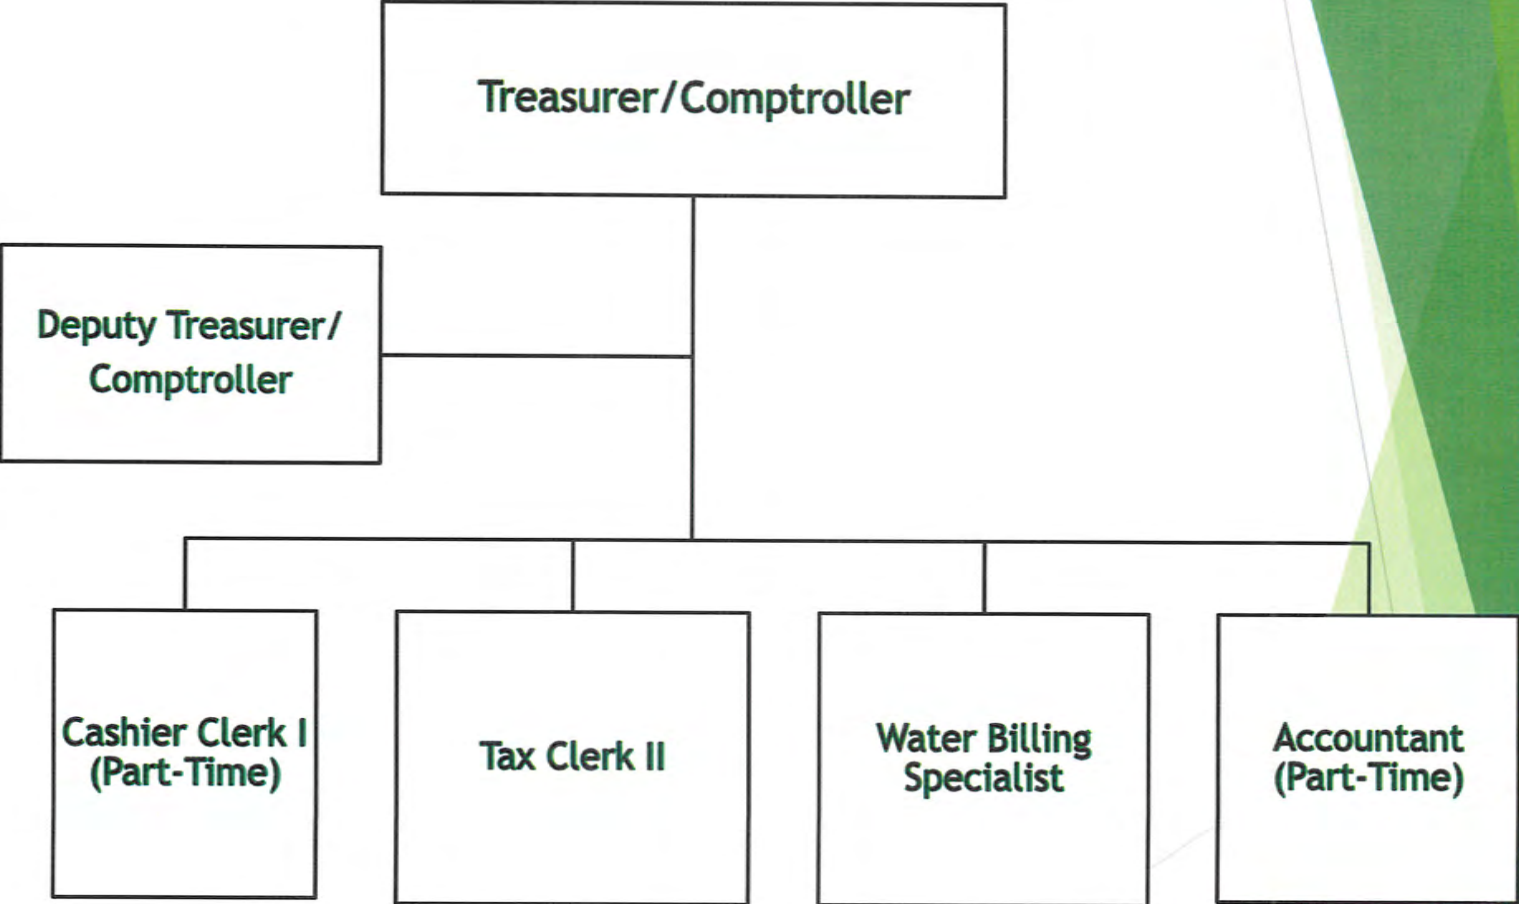 Treasurer/Comptroller
Deputy Treasurer/
Comptroller
Cashier Clerk I
(Part-Time)
Tax Clerk II
Water Billing
Specialist
Accountant
(Part-Time)